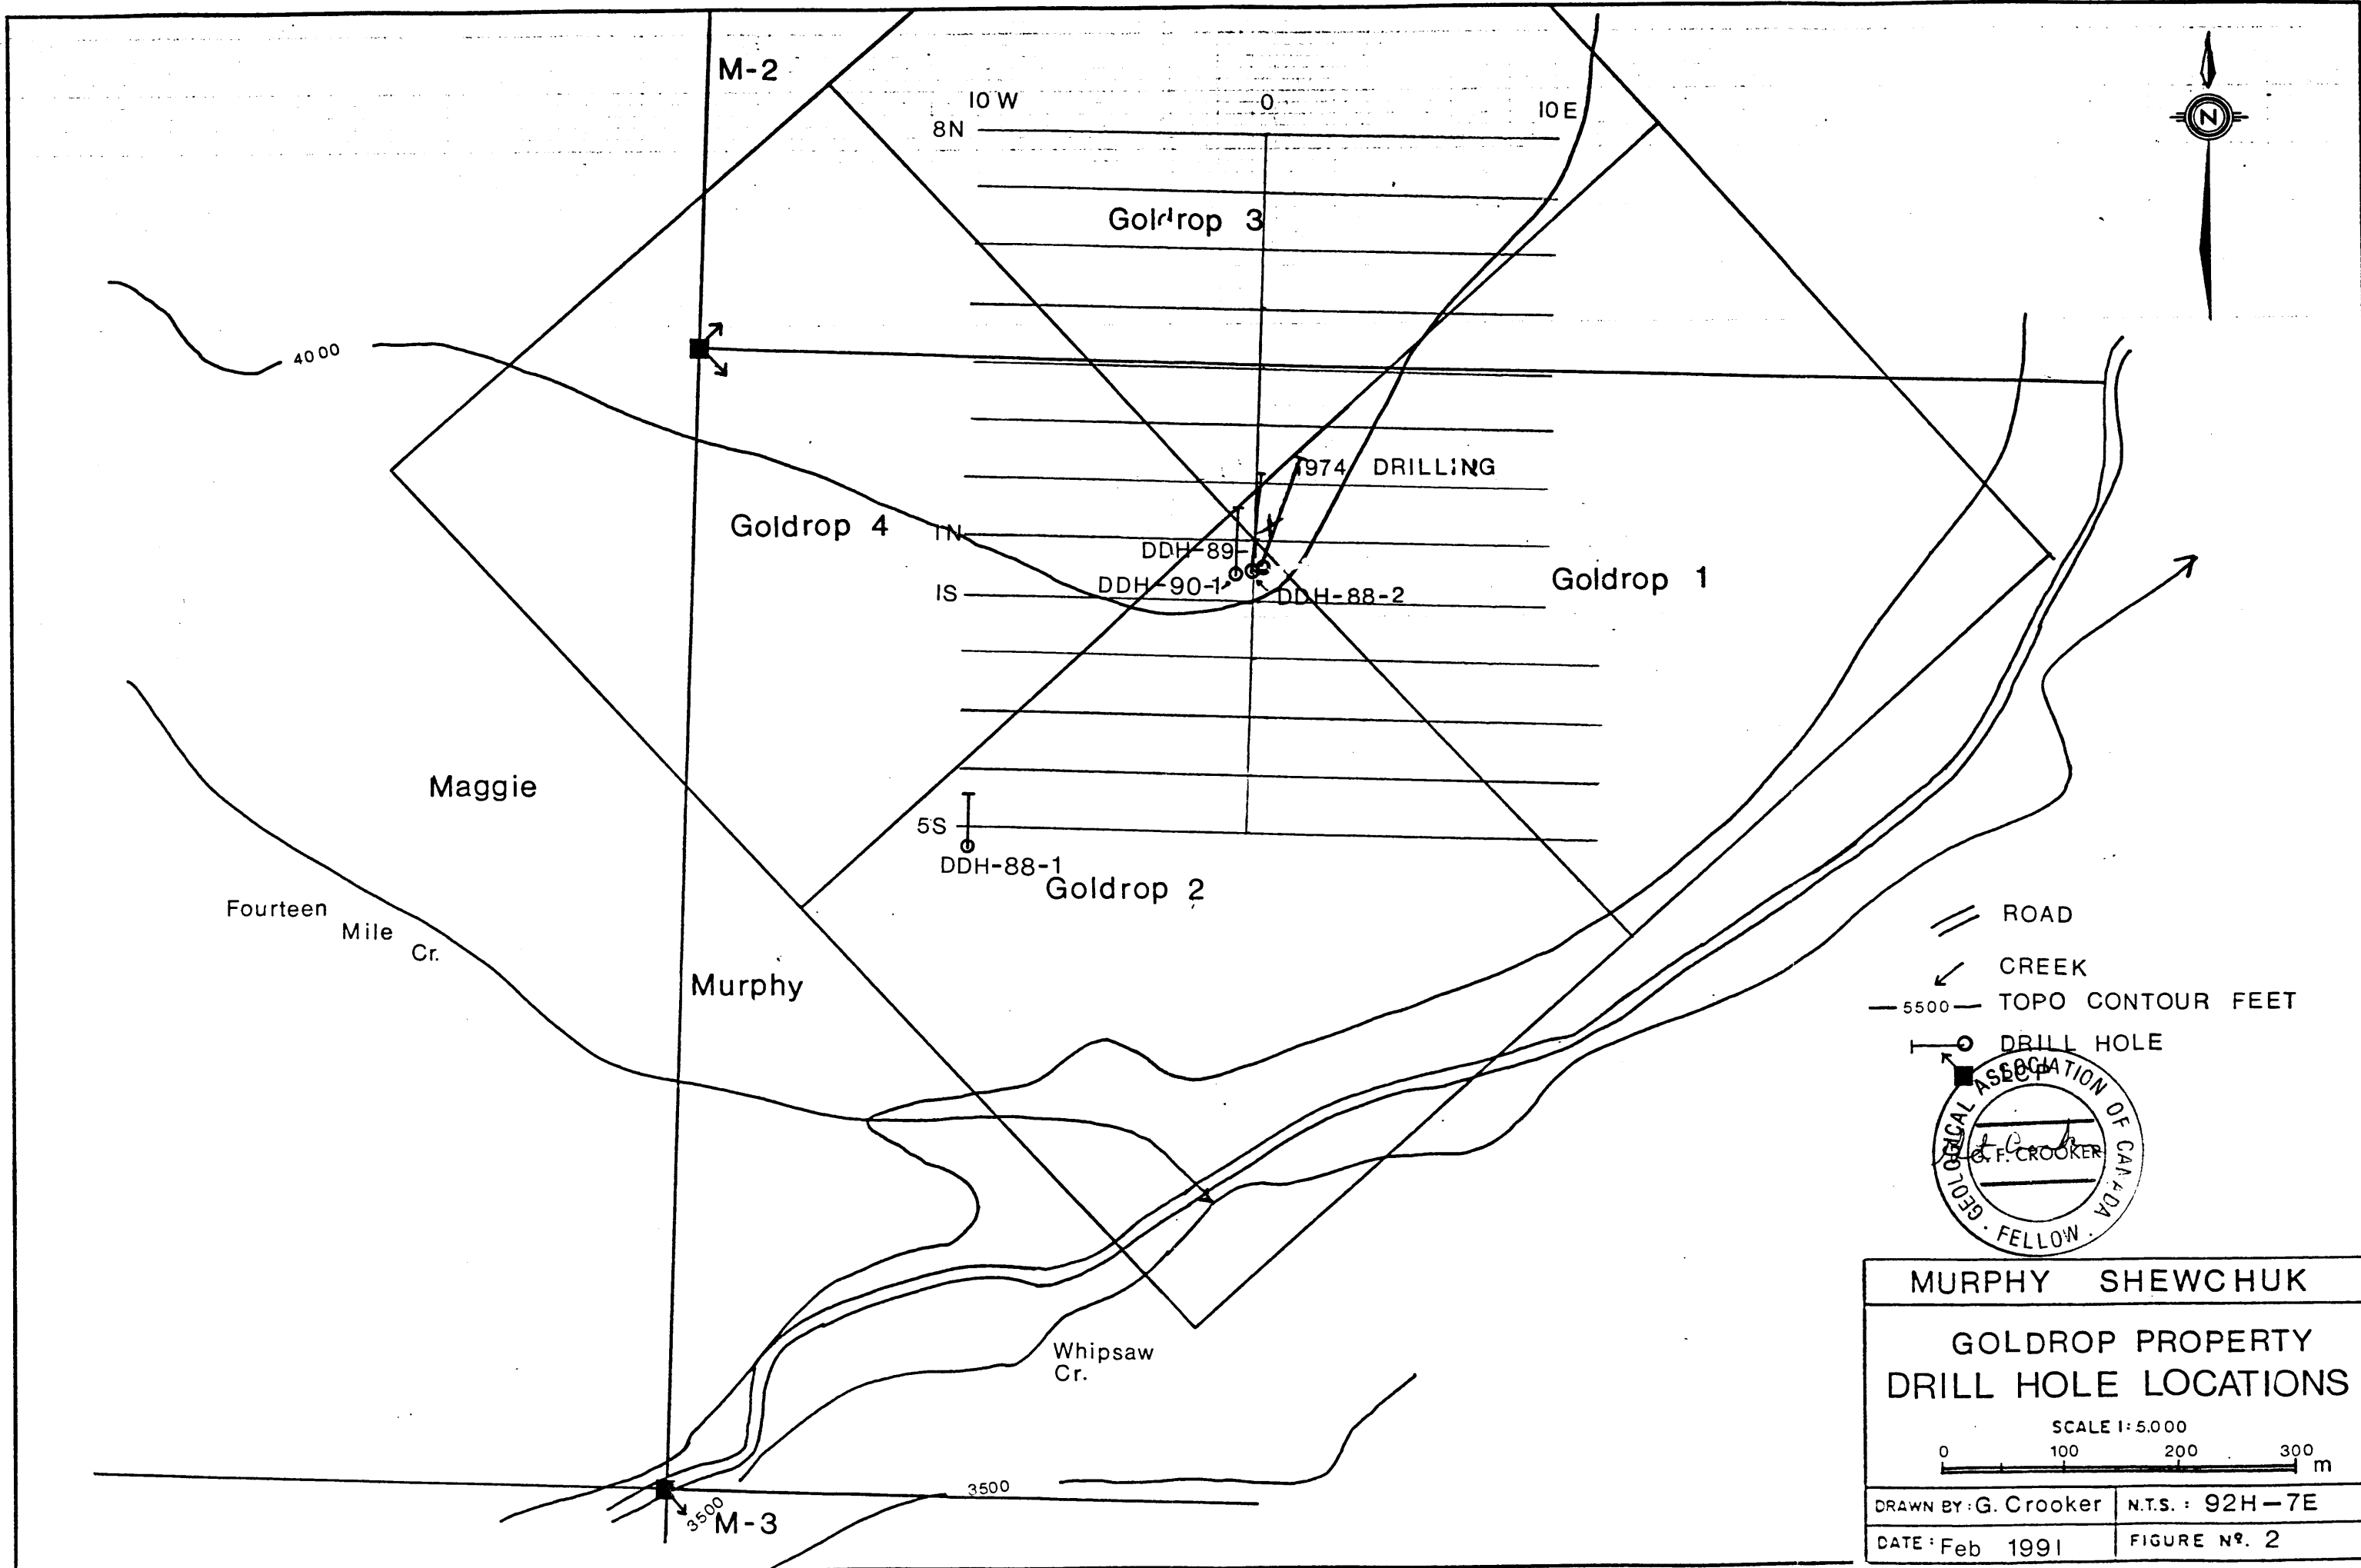 M-2
10 W
0
10 E
8N
N
Goldrop 3
4000
1974 DRILLING
Goldrop 4
1N
DDH-89-
DDH-90-1
DDH-88-2
Goldrop 1
1S
Maggie
5S
DDH-88-1
Goldrop 2
Fourteen
Mile
Cr.
Murphy
ROAD
CREEK
5500 TOPO CONTOUR FEET
DRILL HOLE
LCP
GEOLOGICAL ASSOCIATION OF CANADA
G. F. CROOKER
FELLOW
Whipsaw
Cr.
3500
3500
M-3
MURPHY SHEWCHUK
GOLDROP PROPERTY
DRILL HOLE LOCATIONS
SCALE 1:5,000
0 100 200 300 m
DRAWN BY: G. Crooker
N.T.S.: 92H-7E
DATE: Feb 1991
FIGURE Nº. 2